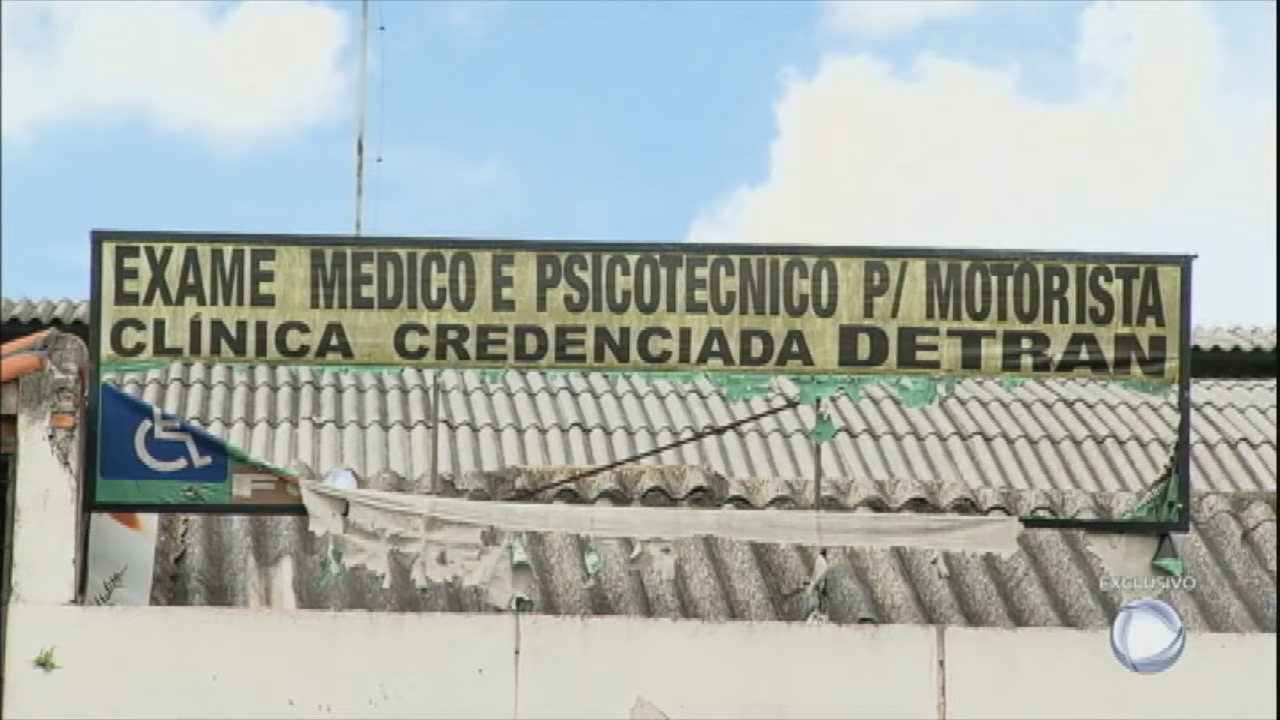 EXAME MEDICO E PSICOTECNICO P/ MOTORISTA
CLÍNICA CREDENCIADA DETRAN
EXCLUSIVO